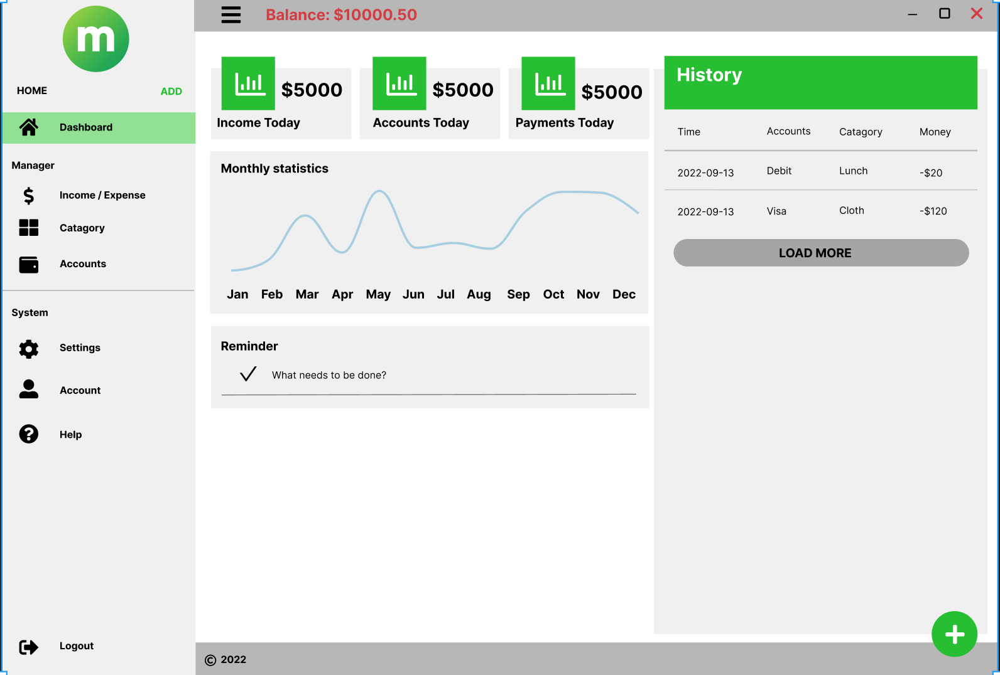 m
HOME ADD
Dashboard
Manager
Income / Expense
Catagory
Accounts
System
Settings
Account
Help
Logout
Balance: $10000.50
$5000
Income Today
$5000
Accounts Today
$5000
Payments Today
Monthly statistics
Jan Feb Mar Apr May Jun Jul Aug Sep Oct Nov Dec
Reminder
What needs to be done?
History
Time Accounts Catagory Money
2022-09-13 Debit Lunch -$20
2022-09-13 Visa Cloth -$120
LOAD MORE
© 2022